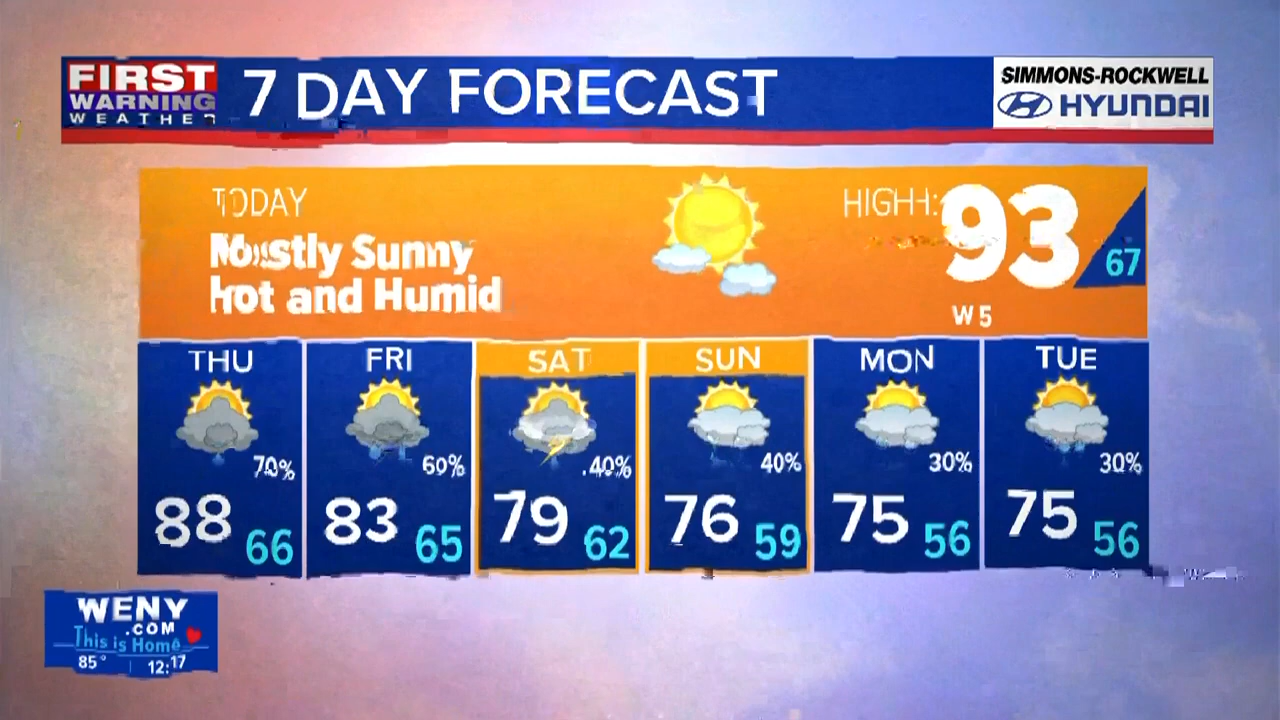 FIRST
WARNING
WEATHER
7 DAY FORECAST
SIMMONS-ROCKWELL
HYUNDAI
TODAY
Mostly Sunny
Hot and Humid
HIGH:
93
67
W 5
THU
FRI
SAT
SUN
MON
TUE
70%
60%
40%
40%
30%
30%
88 66
83 65
79 62
76 59
75 56
75 56
WENY
.COM
This is Home
85° 12:17